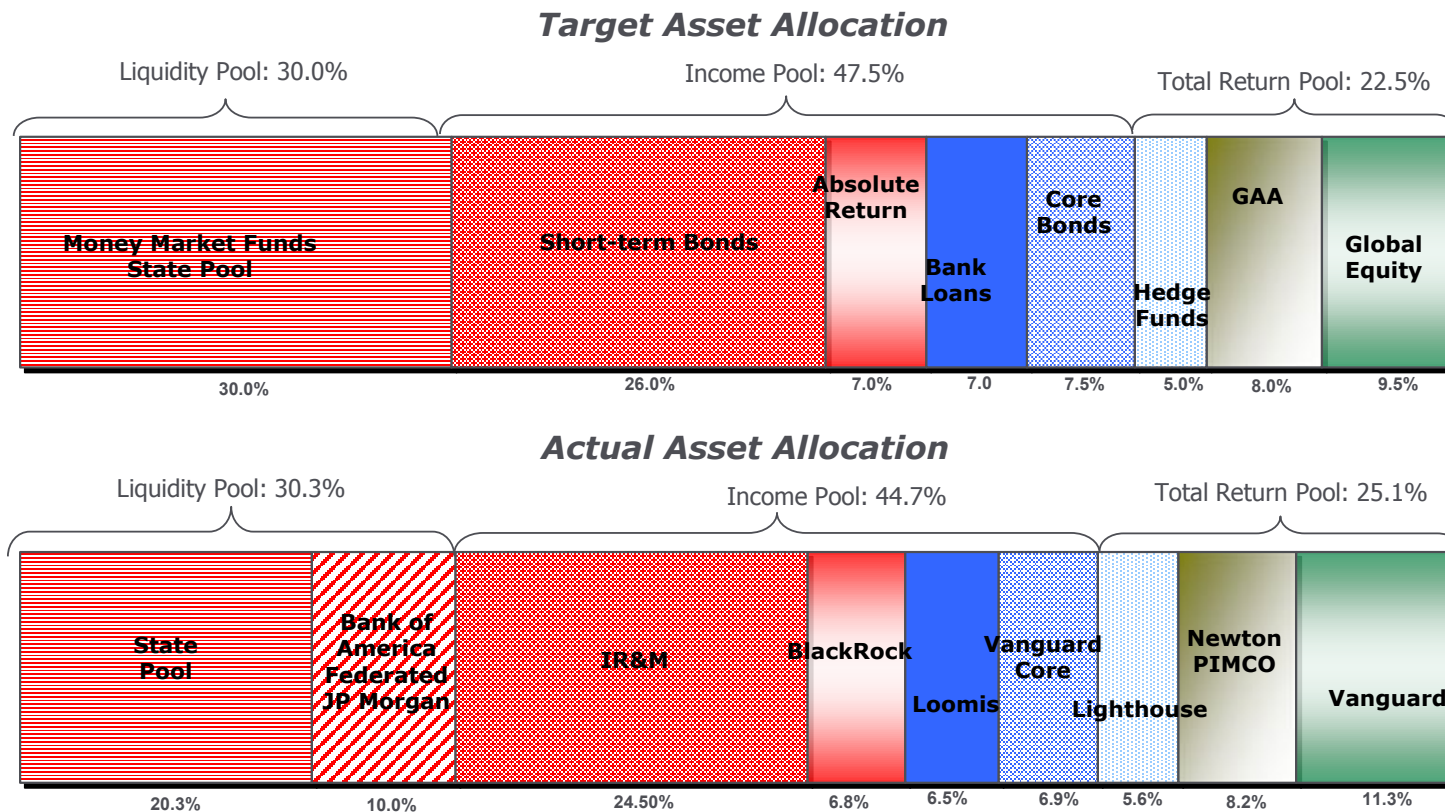 Target Asset Allocation
Liquidity Pool: 30.0%
Income Pool: 47.5%
Total Return Pool: 22.5%
Money Market Funds
State Pool
Short-term Bonds
Absolute
Return
Bank
Loans
Core
Bonds
Hedge
Funds
GAA
Global
Equity
30.0%
26.0%
7.0%
7.0
7.5%
5.0%
8.0%
9.5%
Actual Asset Allocation
Liquidity Pool: 30.3%
Income Pool: 44.7%
Total Return Pool: 25.1%
State
Pool
Bank of
America
Federated
JP Morgan
IR&M
BlackRock
Loomis
Vanguard
Core
Lighthouse
Newton
PIMCO
Vanguard
20.3%
10.0%
24.50%
6.8%
6.5%
6.9%
5.6%
8.2%
11.3%